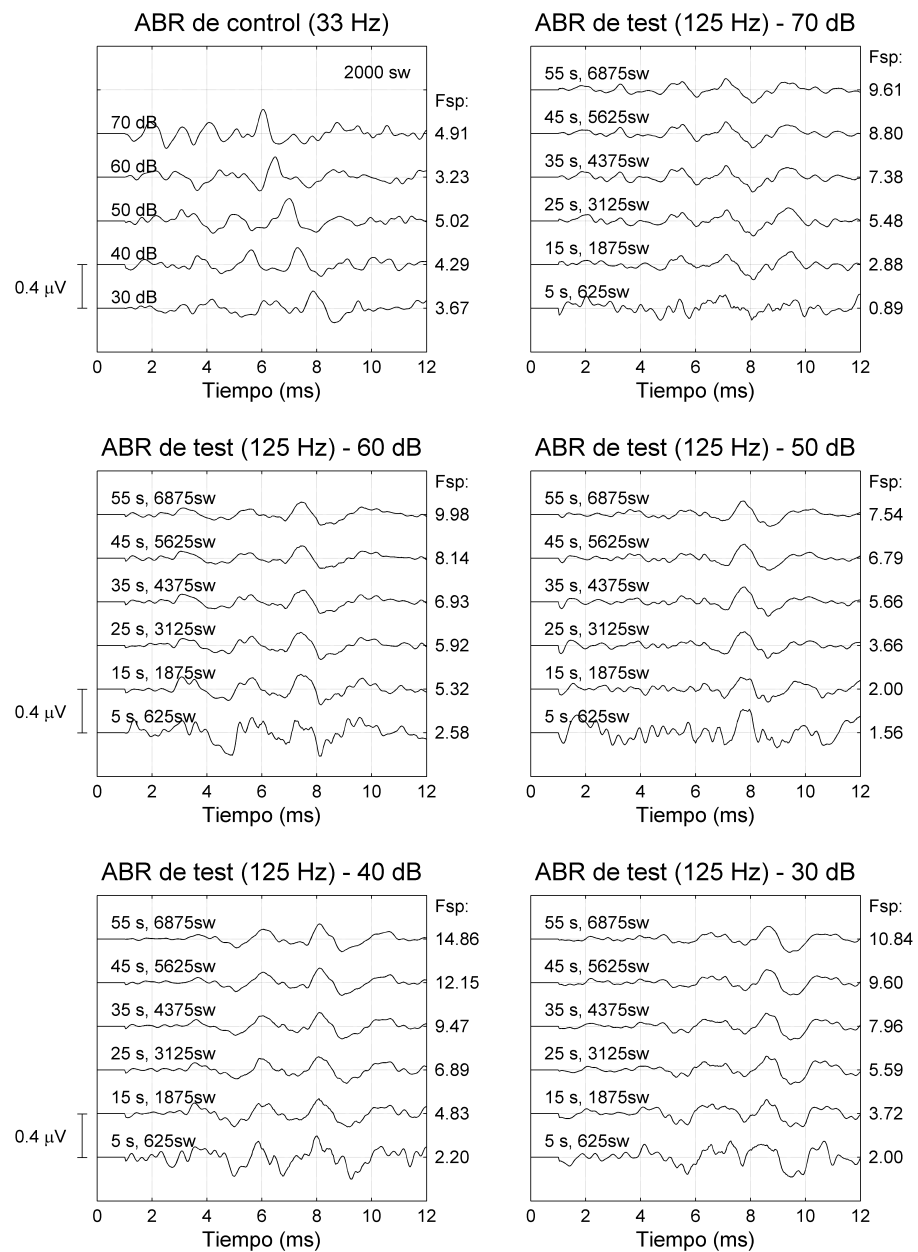 ABR de control (33 Hz)
2000 sw
Fsp:
70 dB
4.91
60 dB
3.23
50 dB
5.02
40 dB
4.29
0.4 μV
30 dB
3.67
0 2 4 6 8 10 12
Tiempo (ms)
ABR de test (125 Hz) - 70 dB
Fsp:
55 s, 6875sw
9.61
45 s, 5625sw
8.80
35 s, 4375sw
7.38
25 s, 3125sw
5.48
15 s, 1875sw
2.88
5 s, 625sw
0.89
0 2 4 6 8 10 12
Tiempo (ms)
ABR de test (125 Hz) - 60 dB
Fsp:
55 s, 6875sw
9.98
45 s, 5625sw
8.14
35 s, 4375sw
6.93
25 s, 3125sw
5.92
15 s, 1875sw
5.32
0.4 μV
5 s, 625sw
2.58
0 2 4 6 8 10 12
Tiempo (ms)
ABR de test (125 Hz) - 50 dB
Fsp:
55 s, 6875sw
7.54
45 s, 5625sw
6.79
35 s, 4375sw
5.66
25 s, 3125sw
3.66
15 s, 1875sw
2.00
5 s, 625sw
1.56
0 2 4 6 8 10 12
Tiempo (ms)
ABR de test (125 Hz) - 40 dB
Fsp:
55 s, 6875sw
14.86
45 s, 5625sw
12.15
35 s, 4375sw
9.47
25 s, 3125sw
6.89
15 s, 1875sw
4.83
0.4 μV
5 s, 625sw
2.20
0 2 4 6 8 10 12
Tiempo (ms)
ABR de test (125 Hz) - 30 dB
Fsp:
55 s, 6875sw
10.84
45 s, 5625sw
9.60
35 s, 4375sw
7.96
25 s, 3125sw
5.59
15 s, 1875sw
3.72
5 s, 625sw
2.00
0 2 4 6 8 10 12
Tiempo (ms)